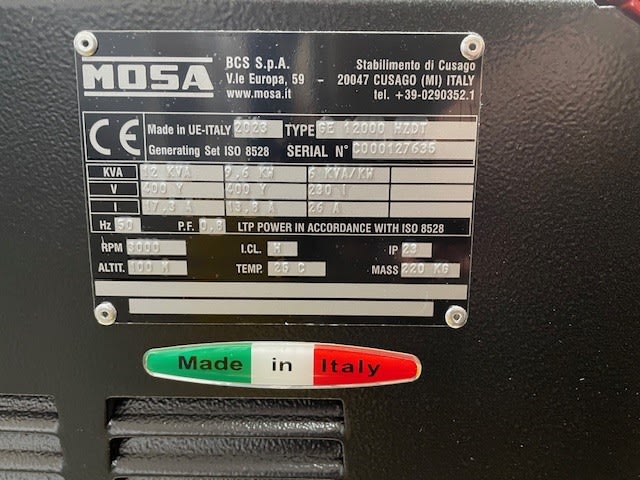 MOSA
BCS S.p.A.
V.le Europa, 59 - 
www.mosa.it
Stabilimento di Cusago
20047 CUSAGO (MI) ITALY
tel. +39-0290352.1
CE Made in UE-ITALY 2023 TYPE GE 12000 HZDT
Generating Set ISO 8528 SERIAL N° C000127635
KVA 12 KVA 9,6 KW 6 KVA/KW
V 400 Y 400 Y 230 I
I 17,3 A 13,8 A 26 A
Hz 50 P.F. 0,8 LTP POWER IN ACCORDANCE WITH ISO 8528
RPM 3000 I.CL. H IP 23
ALTIT. 100 M TEMP. 25 C MASS 220 KG
Made in Italy